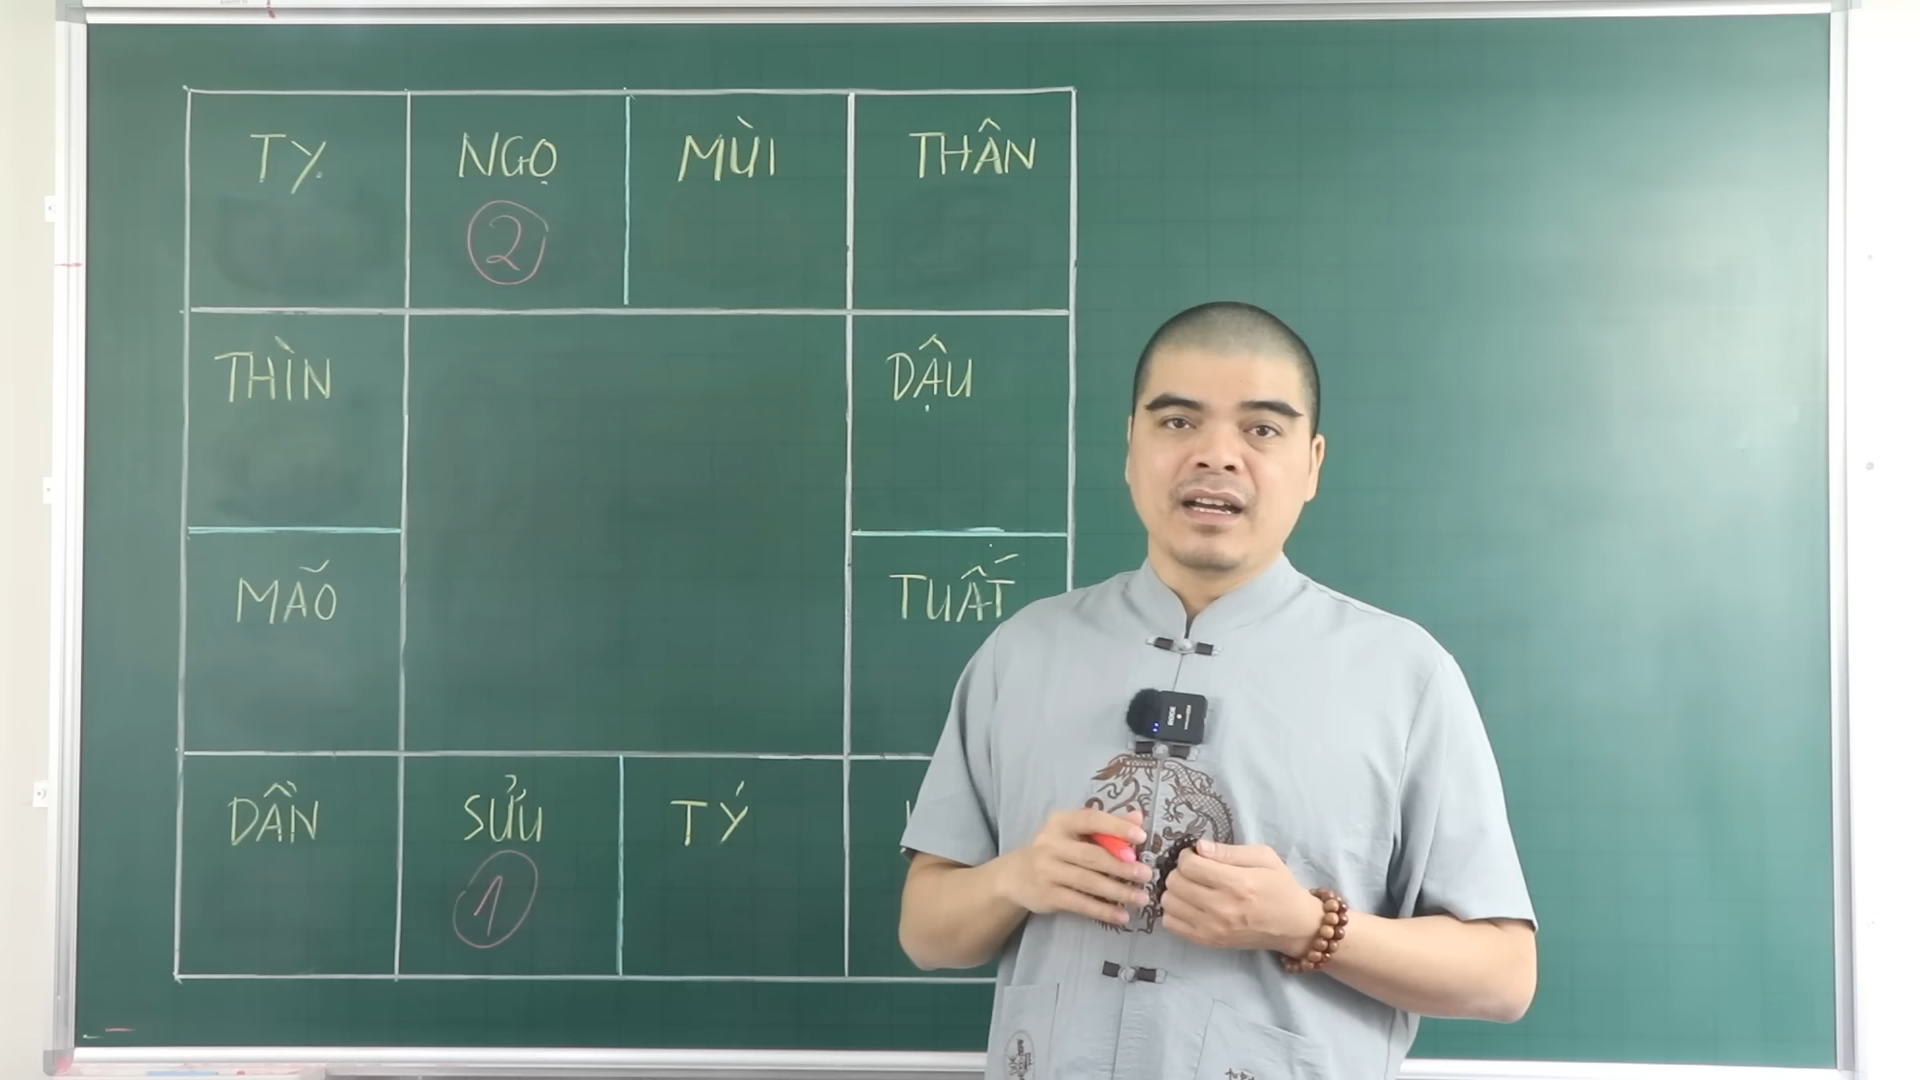 TỴ
NGỌ
MÙI
THÂN
2
THÌN
DẬU
MÃO
TUẤT
DẦN
SỬU
TÝ
1